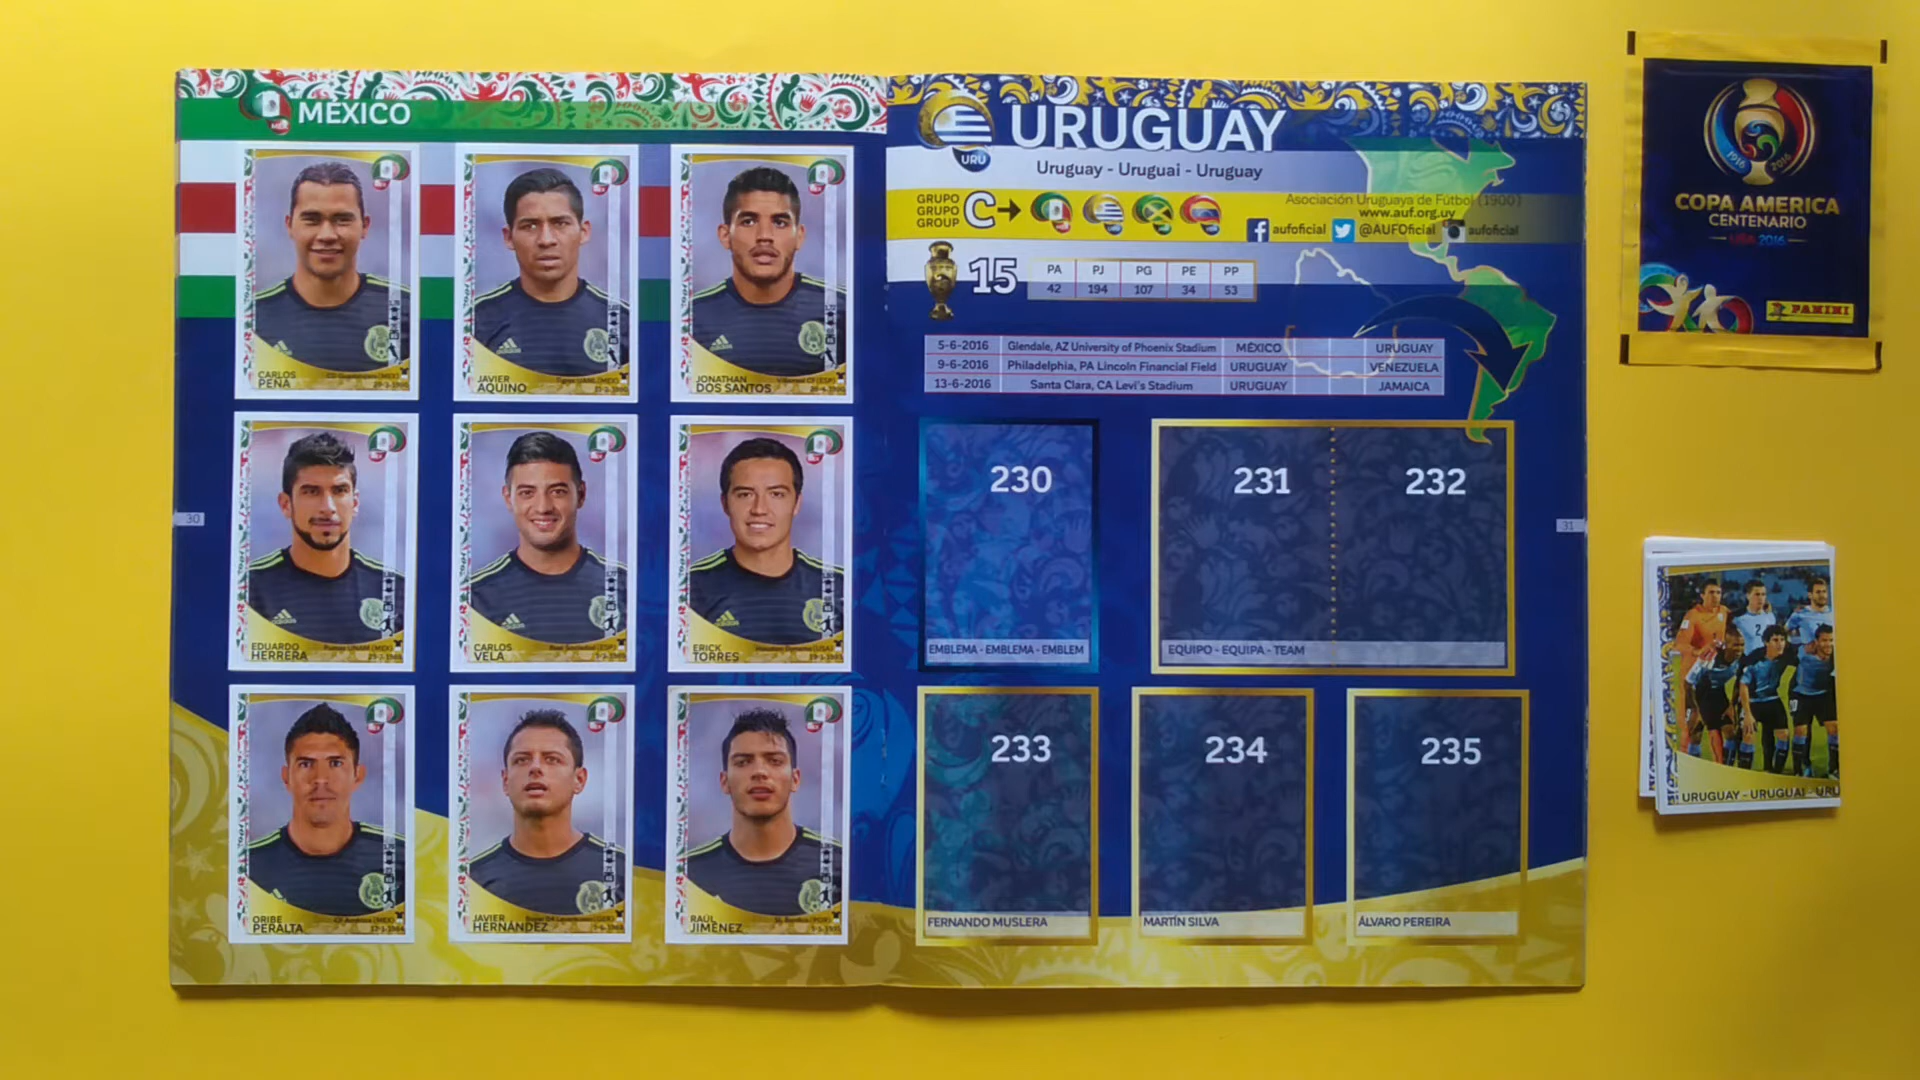 MÉXICO
MEX
CARLOS
PEÑA
JAVIER
AQUINO
JONATHAN
DOS SANTOS
EDUARDO
HERRERA
CARLOS
VELA
ERICK
TORRES
ORIBE
PERALTA
JAVIER
HERNÁNDEZ
RAÚL
JIMÉNEZ
30
URUGUAY
URU
Uruguay - Uruguai - Uruguay
GRUPO
GRUPO
GROUP
C
Asociación Uruguaya de Fútbol (1900)
www.auf.org.uy
aufoficial @AUFOficial aufoficial
15
PA PJ PG PE PP
42 194 107 34 53
5-6-2016 Glendale, AZ University of Phoenix Stadium MÉXICO URUGUAY
9-6-2016 Philadelphia, PA Lincoln Financial Field URUGUAY VENEZUELA
13-6-2016 Santa Clara, CA Levi's Stadium URUGUAY JAMAICA
230
EMBLEMA - EMBLEMA - EMBLEM
231 232
EQUIPO - EQUIPA - TEAM
233
FERNANDO MUSLERA
234
MARTÍN SILVA
235
ÁLVARO PEREIRA
31
1916 2016
COPA AMERICA
CENTENARIO
USA 2016
PANINI
URUGUAY - URUGUAI - URU